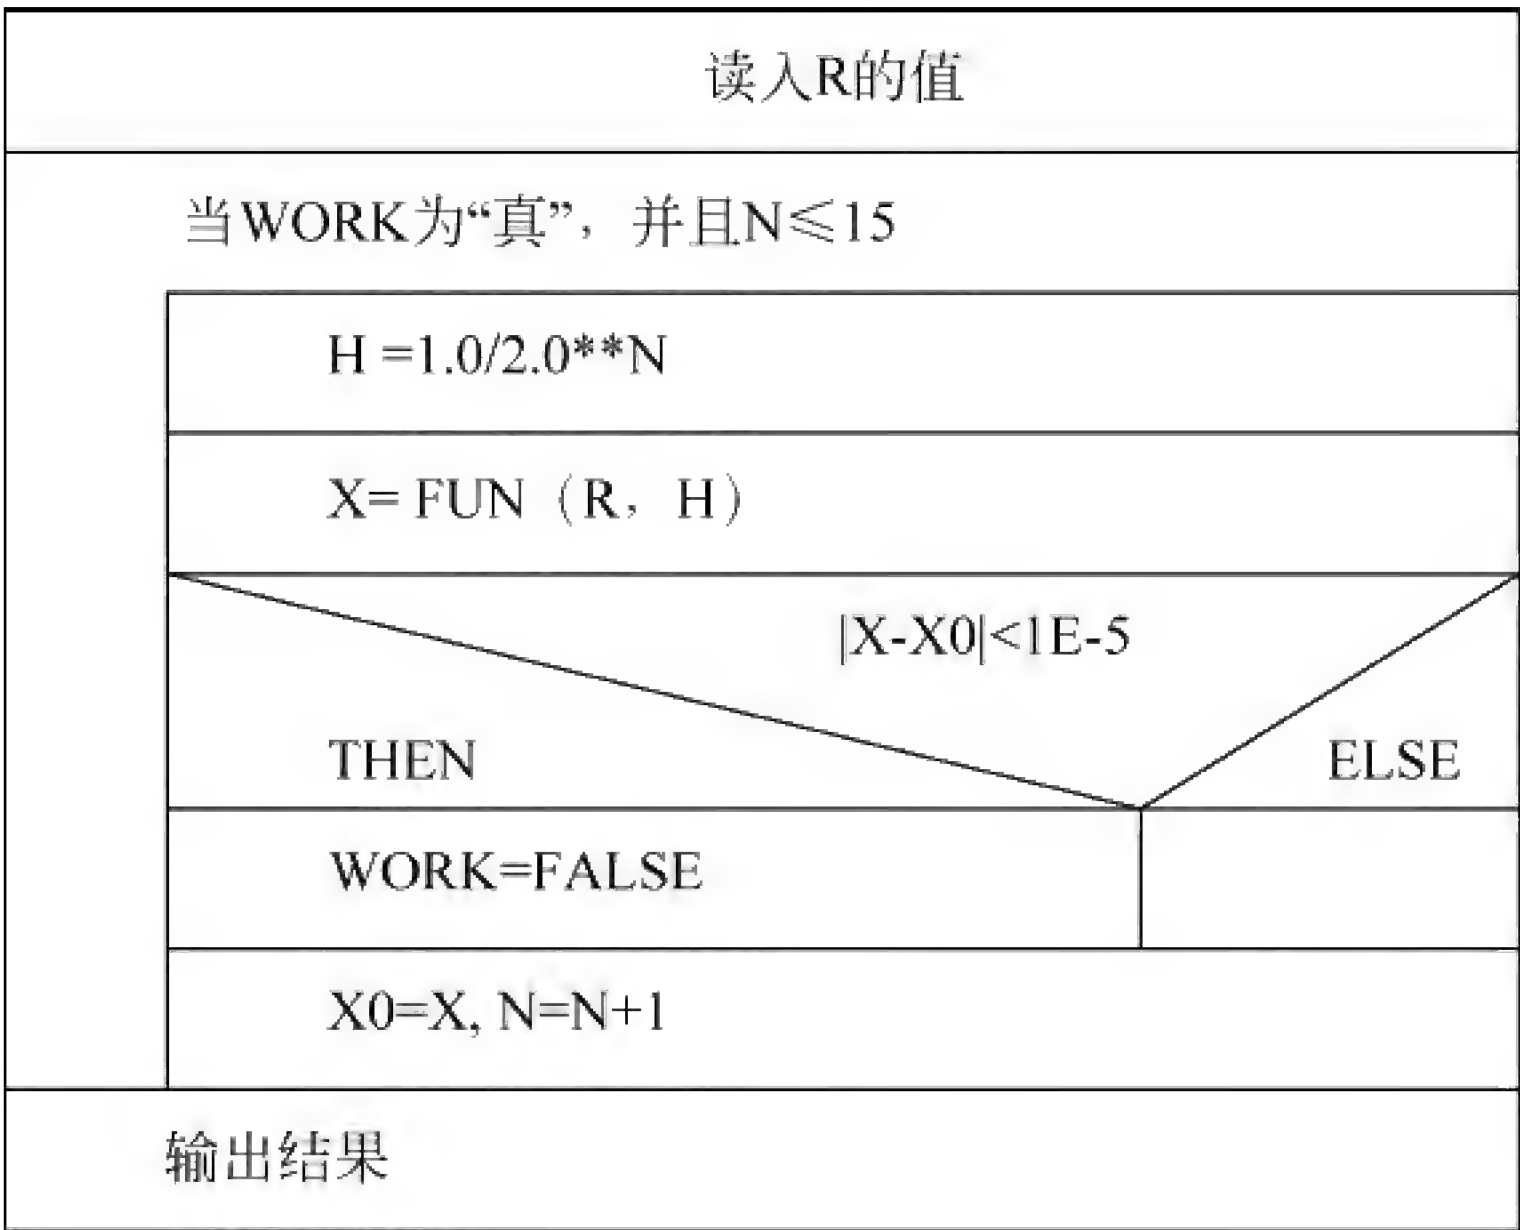 读入R的值
当WORK为“真”，并且N≤15
H =1.0/2.0**N
X= FUN（R，H）
|X-X0|<1E-5
THEN
ELSE
WORK=FALSE
X0=X, N=N+1
输出结果